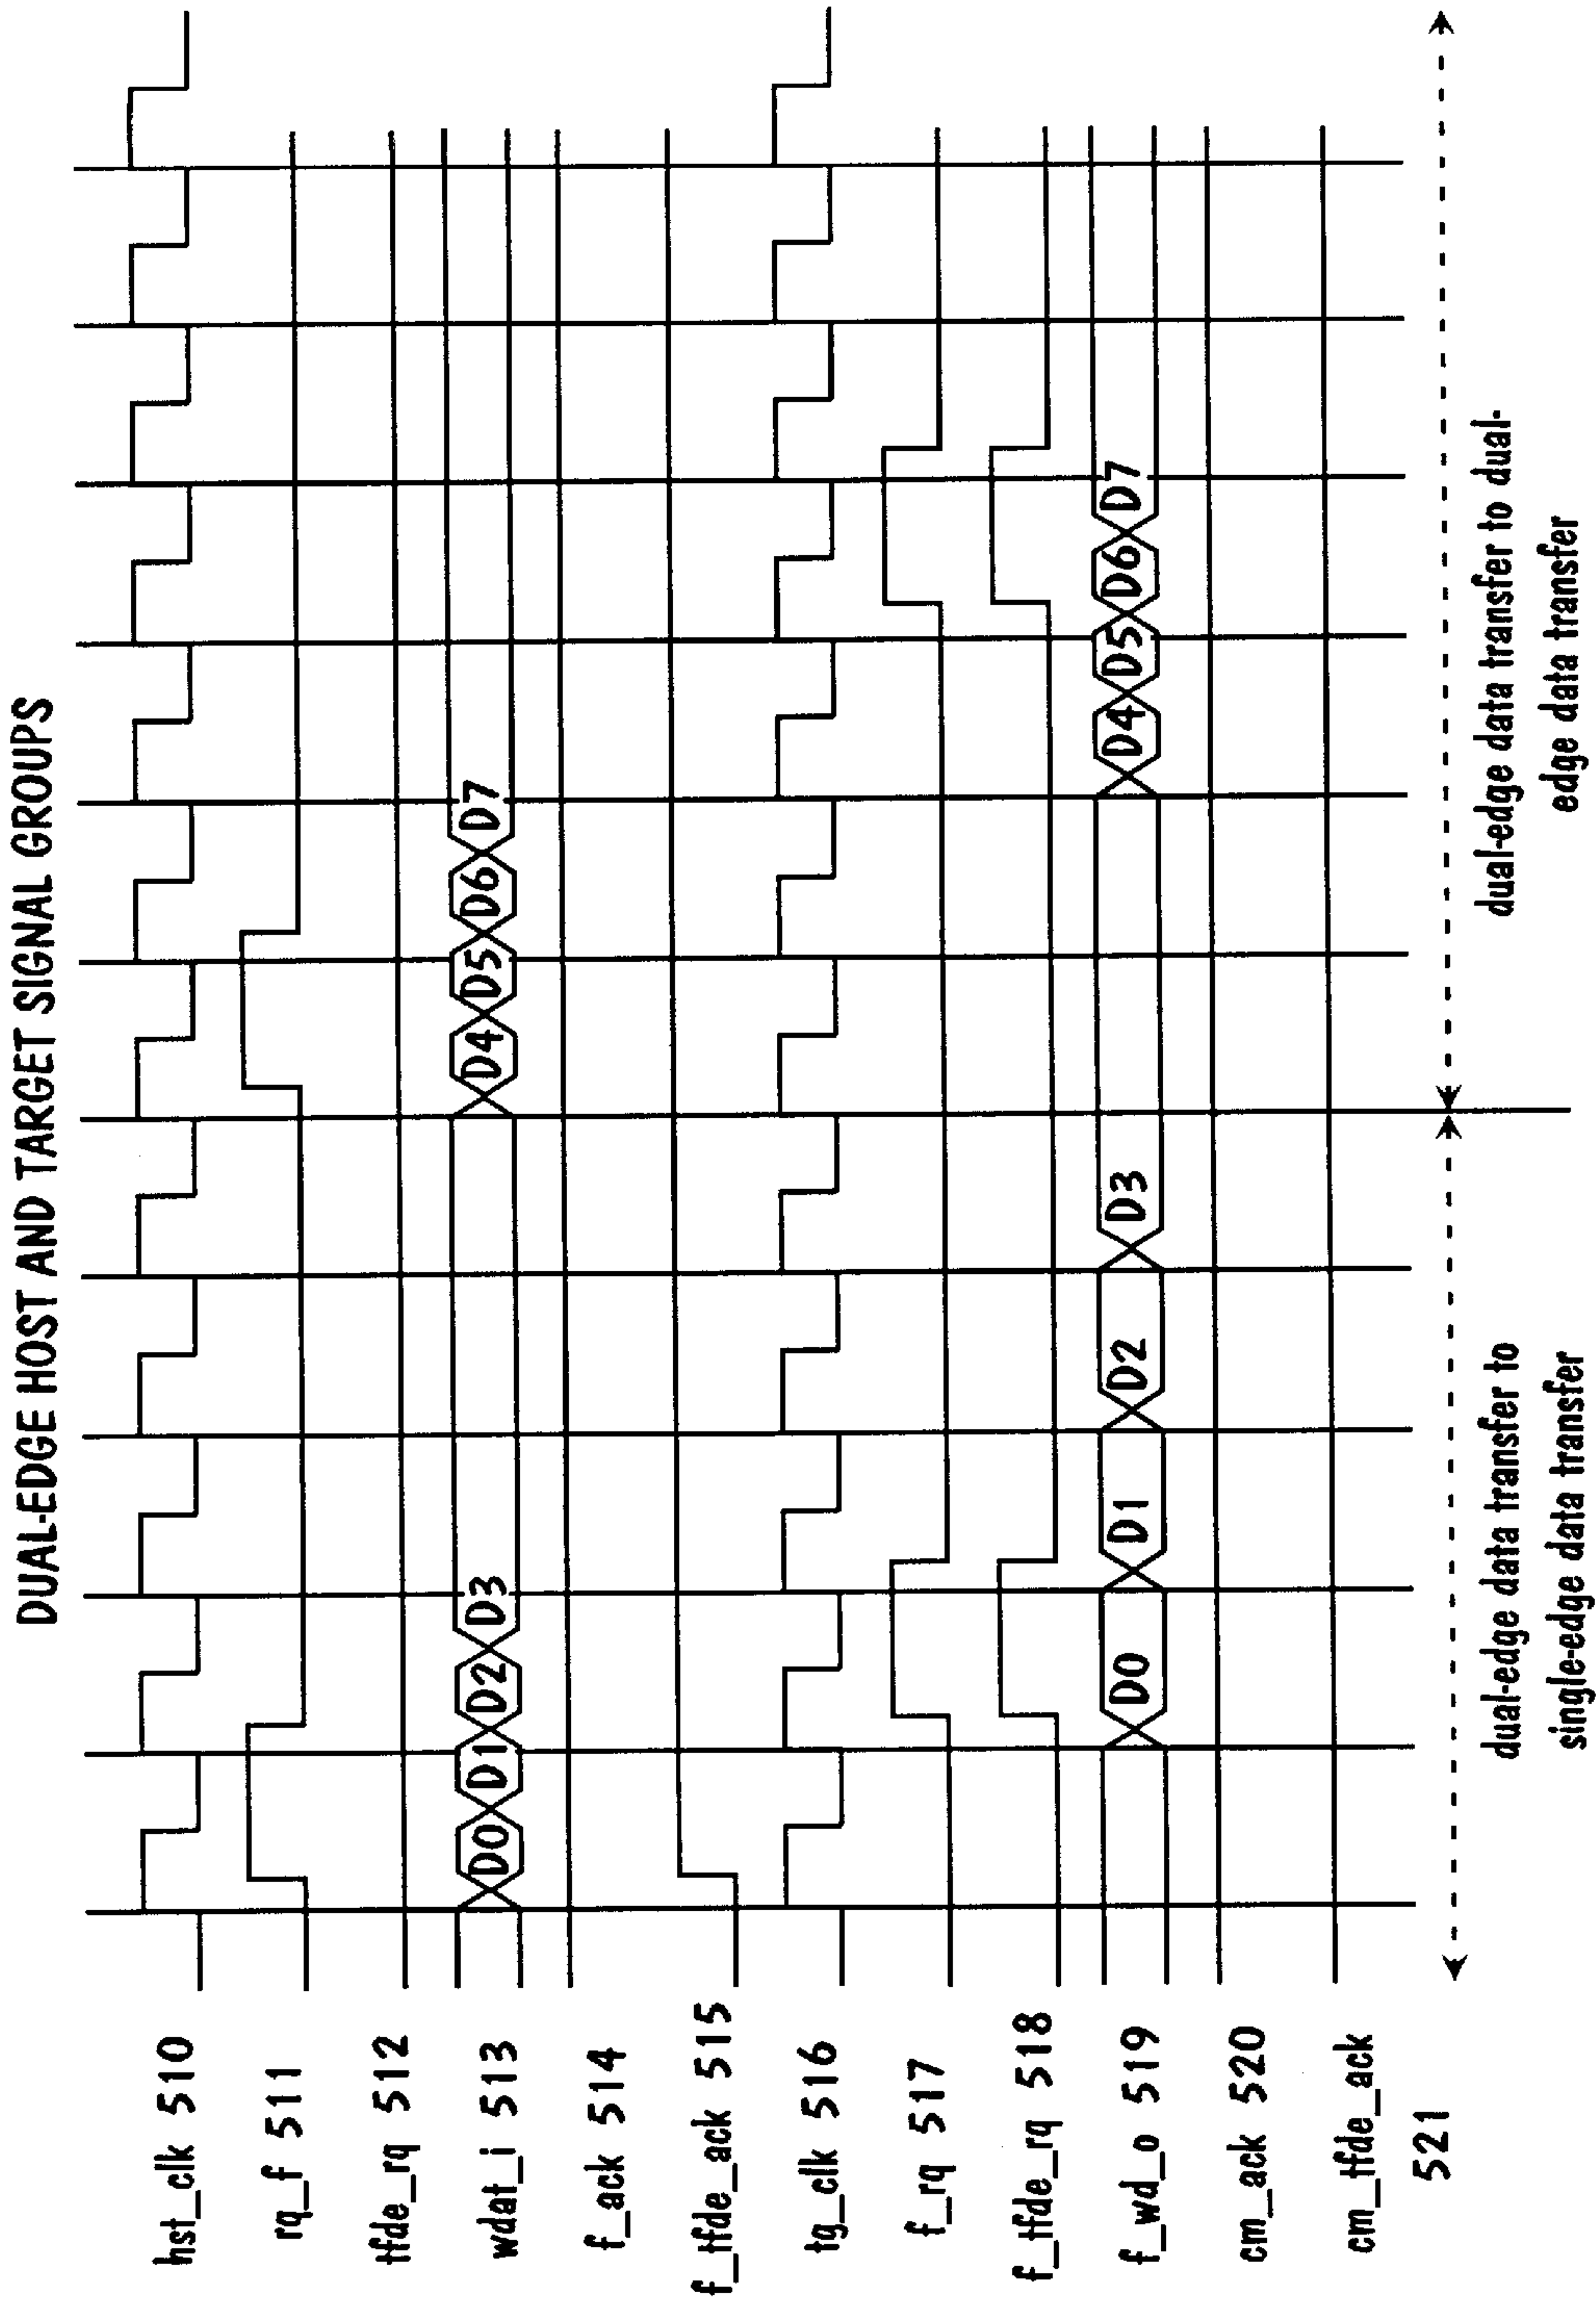 DUAL-EDGE HOST AND TARGET SIGNAL GROUPS
hst_clk 510
rq_f 511
tfde_rq 512
wdat_i 513
D0 D1 D2 D3 D4 D5 D6 D7
f_ack 514
f_tfde_ack 515
tg_clk 516
f_rq 517
f_tfde_rq 518
f_wd_o 519
D0 D1 D2 D3 D4 D5 D6 D7
cm_ack 520
cm_tfde_ack
521
dual-edge data transfer to
single-edge data transfer
dual-edge data transfer to dual-
edge data transfer